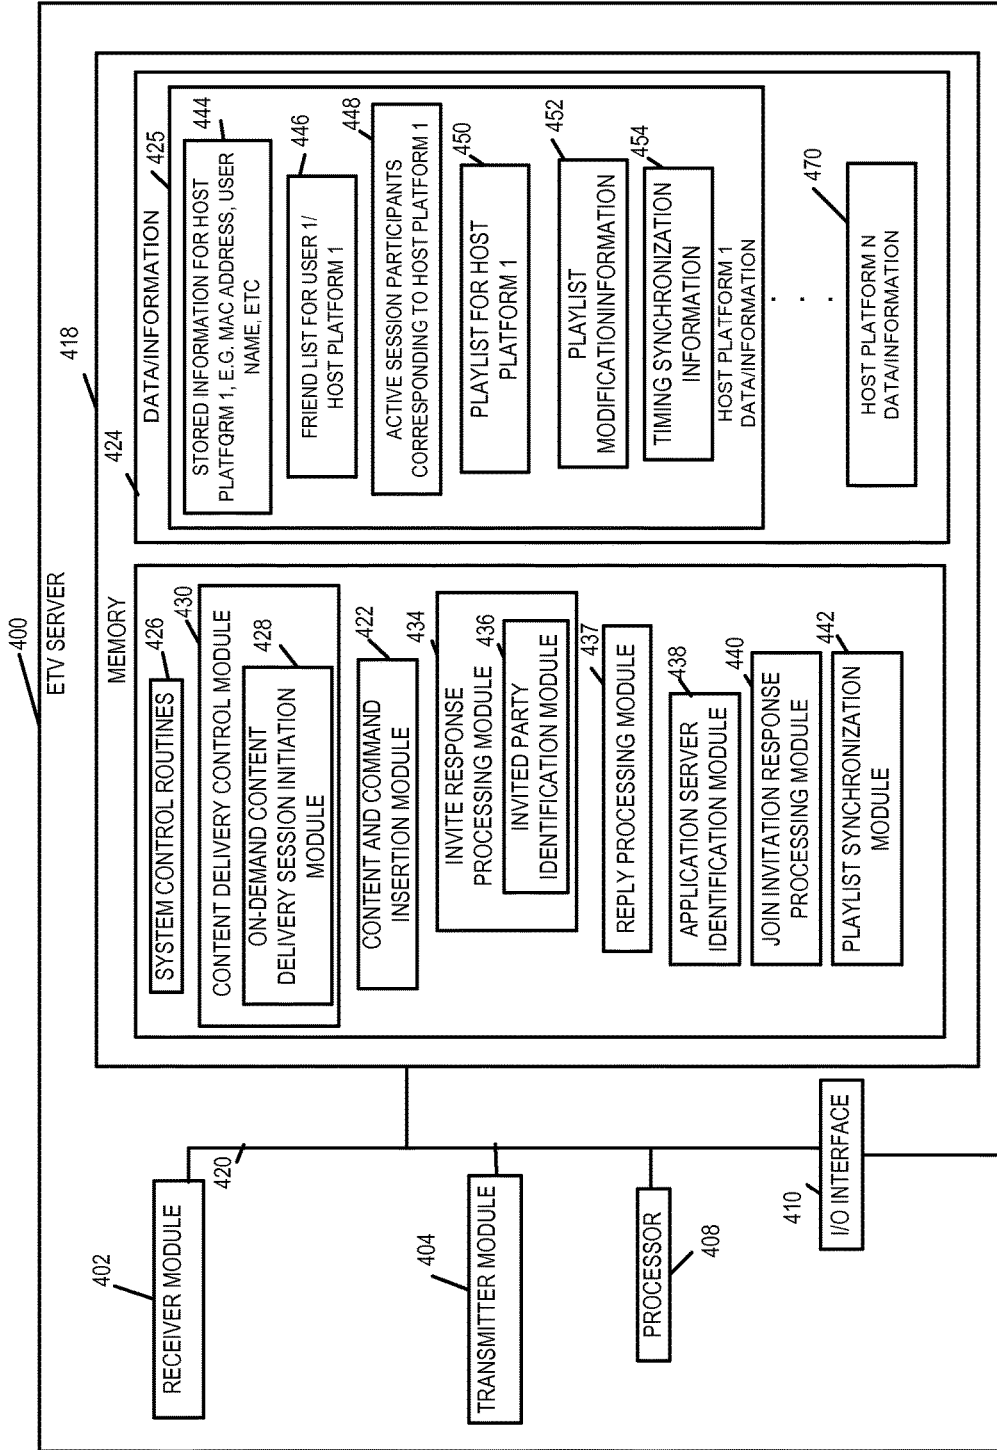 400
ETV SERVER
402
RECEIVER MODULE
404
TRANSMITTER MODULE
PROCESSOR
408
410
I/O INTERFACE
420
418
MEMORY
426
SYSTEM CONTROL ROUTINES
430
CONTENT DELIVERY CONTROL MODULE
428
ON-DEMAND CONTENT
DELIVERY SESSION INITIATION
MODULE
422
CONTENT AND COMMAND
INSERTION MODULE
434
INVITE RESPONSE
PROCESSING MODULE
436
INVITED PARTY
IDENTIFICATION MODULE
437
REPLY PROCESSING MODULE
438
APPLICATION SERVER
IDENTIFICATION MODULE
440
JOIN INVITATION RESPONSE
PROCESSING MODULE
442
PLAYLIST SYNCHRONIZATION
MODULE
424
DATA/INFORMATION
425
444
STORED INFORMATION FOR HOST
PLATFORM 1, E.G. MAC ADDRESS, USER
NAME, ETC
446
FRIEND LIST FOR USER 1/
HOST PLATFORM 1
448
ACTIVE SESSION PARTICIPANTS
CORRESPONDING TO HOST PLATFORM 1
450
PLAYLIST FOR HOST
PLATFORM 1
452
PLAYLIST
MODIFICATIONINFORMATION
454
TIMING SYNCHRONIZATION
INFORMATION
HOST PLATFORM 1
DATA/INFORMATION
. . .
470
HOST PLATFORM N
DATA/INFORMATION